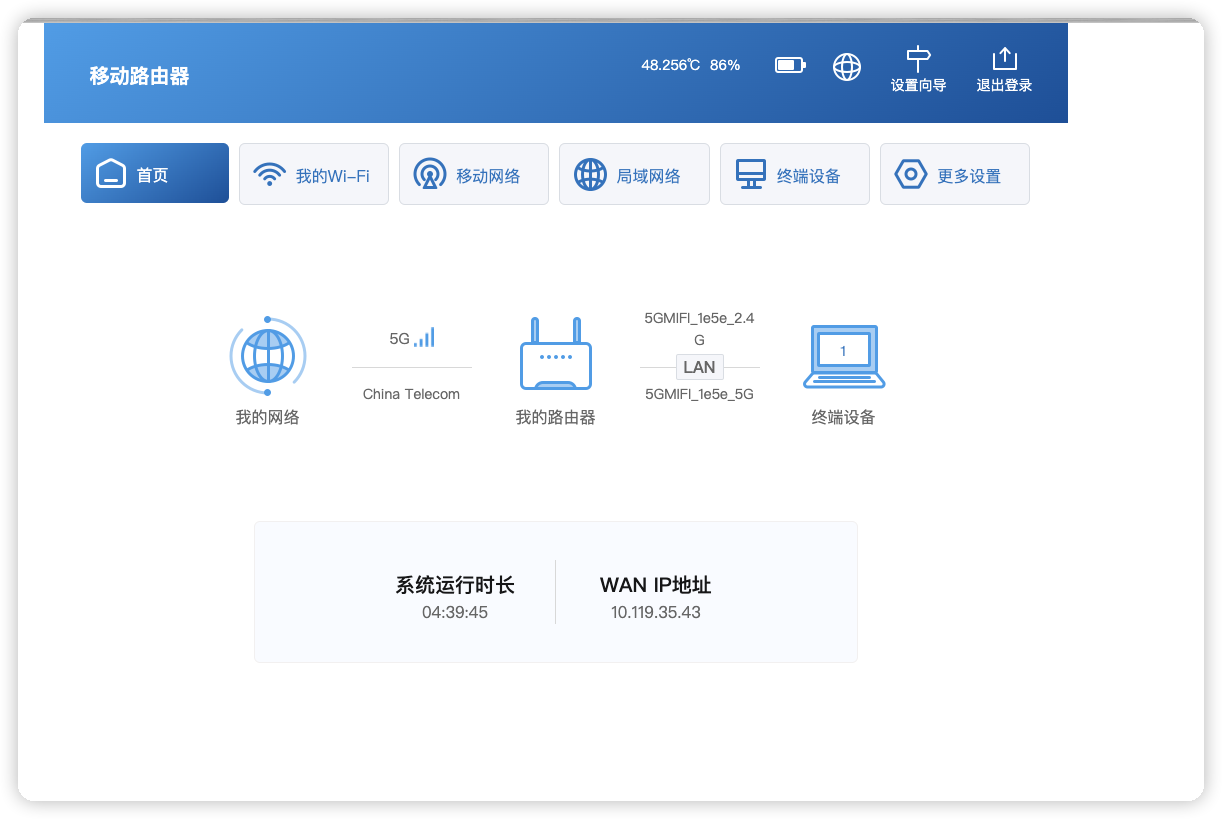 移动路由器
48.256℃ 86%
设置向导
退出登录
首页
我的Wi-Fi
移动网络
局域网络
终端设备
更多设置
5G
China Telecom
我的网络
我的路由器
5GMIFI_1e5e_2.4
G
LAN
5GMIFI_1e5e_5G
1
终端设备
系统运行时长
04:39:45
WAN IP地址
10.119.35.43